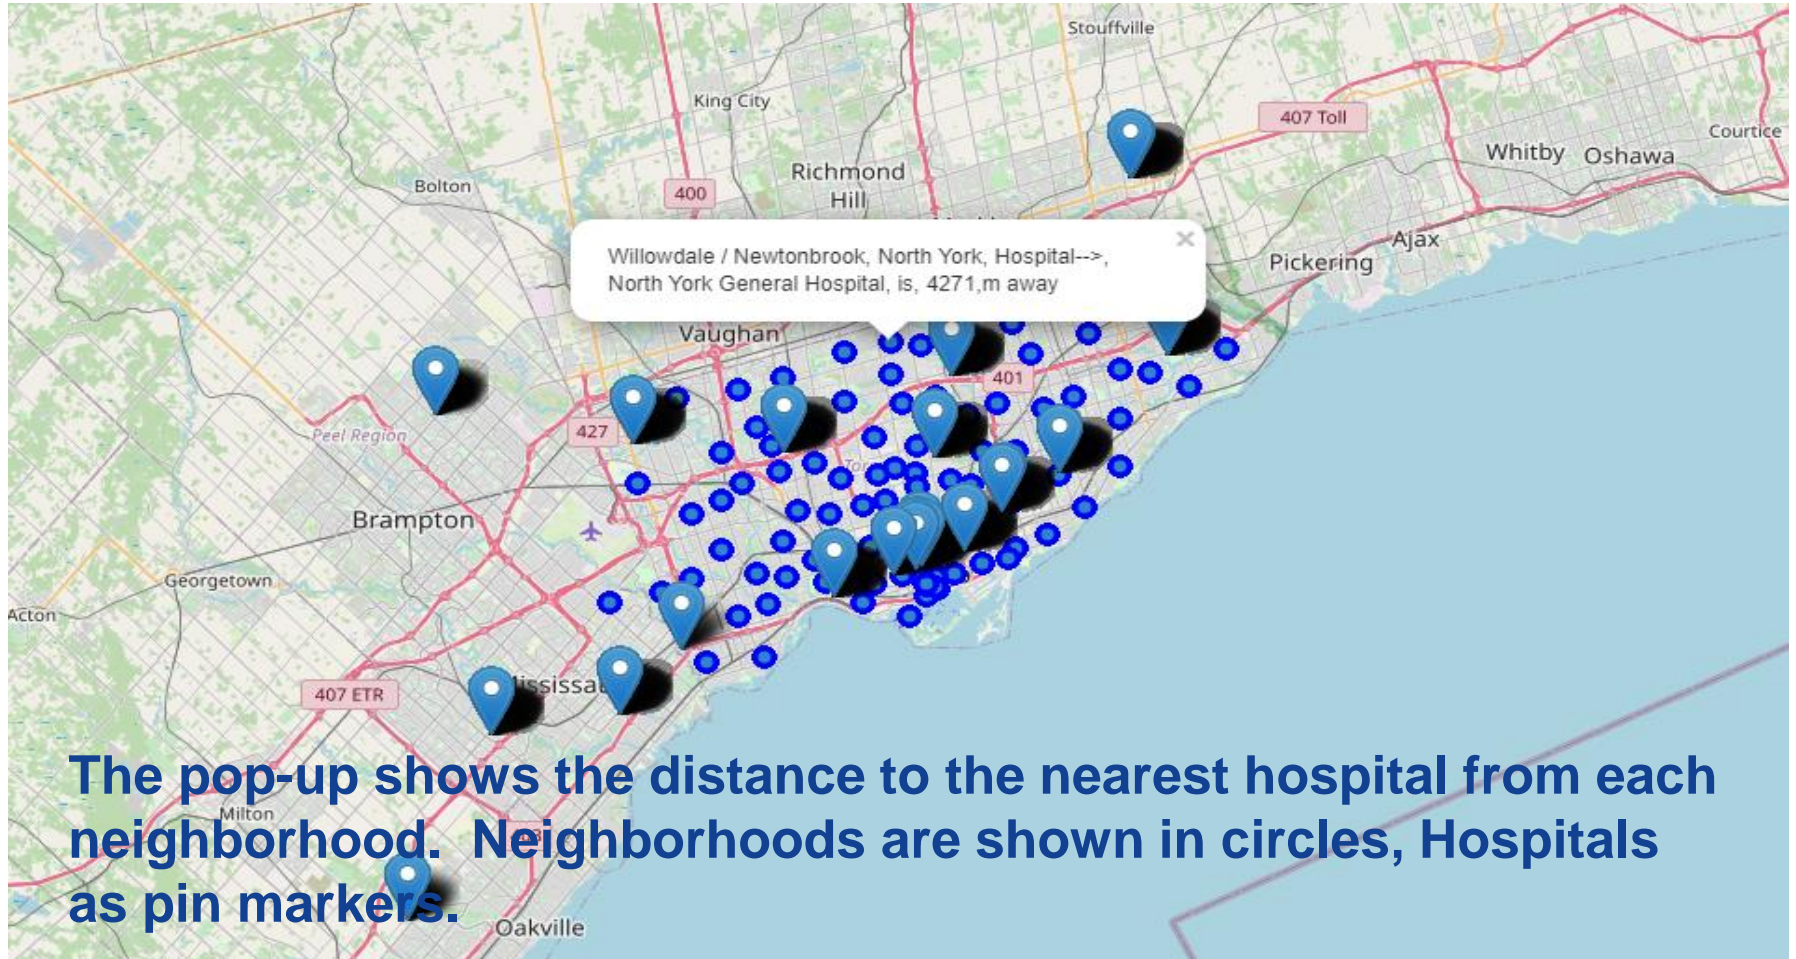 Stouffville
King City
407 Toll
Courtice
Whitby Oshawa
Richmond
Hill
Bolton
400
Ajax
Pickering
Willowdale / Newtonbrook, North York, Hospital-->,
North York General Hospital, is, 4271,m away
×
Vaughan
401
427
Peel Region
Brampton
Georgetown
Acton
407 ETR
The pop-up shows the distance to the nearest hospital from each
Milton
neighborhood. Neighborhoods are shown in circles, Hospitals
as pin markers.
Oakville